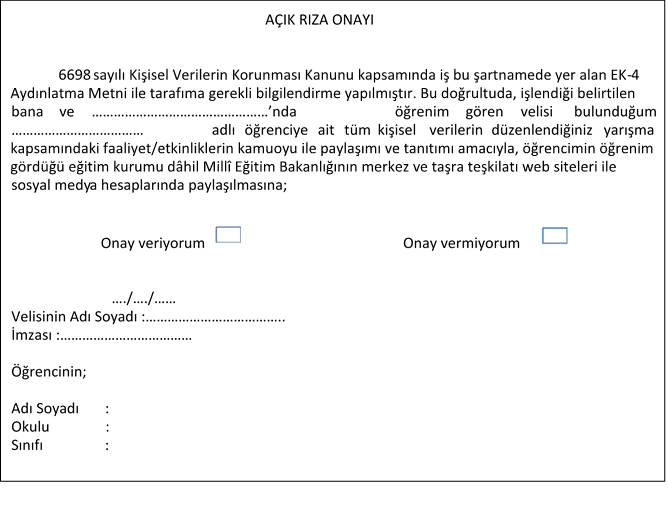 AÇIK RIZA ONAYI
6698 sayılı Kişisel Verilerin Korunması Kanunu kapsamında iş bu şartnamede yer alan EK-4
Aydınlatma Metni ile tarafıma gerekli bilgilendirme yapılmıştır. Bu doğrultuda, işlendiği belirtilen
bana ve …………………………………………'nda öğrenim gören velisi bulunduğum
……………………………… adlı öğrenciye ait tüm kişisel verilerin düzenlendiğiniz yarışma
kapsamındaki faaliyet/etkinliklerin kamuoyu ile paylaşımı ve tanıtımı amacıyla, öğrencimin öğrenim
gördüğü eğitim kurumu dâhil Millî Eğitim Bakanlığının merkez ve taşra teşkilatı web siteleri ile
sosyal medya hesaplarında paylaşılmasına;
Onay veriyorum Onay vermiyorum
…./…./……
Velisinin Adı Soyadı :………………………………..
İmzası :………………………………
Öğrencinin;
Adı Soyadı :
Okulu :
Sınıfı :